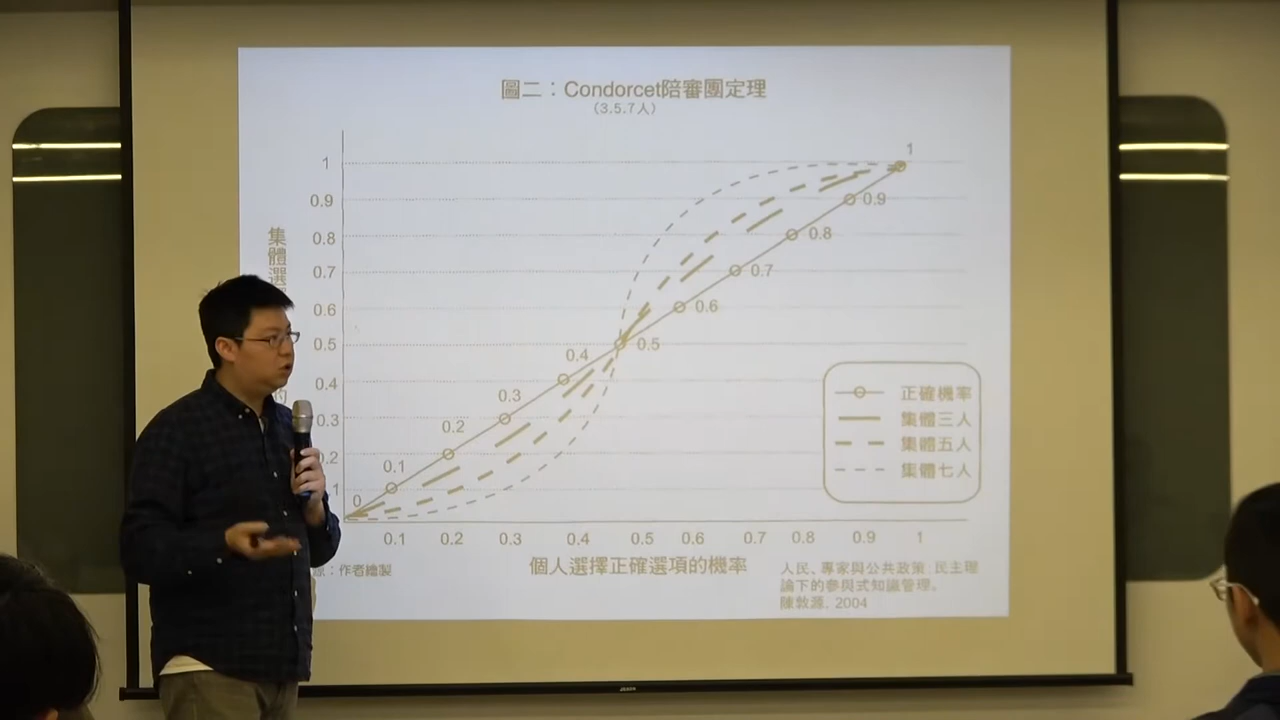 圖二：Condorcet陪審團定理
(3.5.7人)
1
0.9
0.8
0.7
0.6
0.5
0.4
0.3
0.2
1
集體選
的
0
0.1
0.2
0.3
0.4
0.5
0.6
0.7
0.8
0.9
1
正確機率
集體三人
集體五人
集體七人
0.1 0.2 0.3 0.4 0.5 0.6 0.7 0.8 0.9 1
個人選擇正確選項的機率
源：作者繪製
人民、專家與公共政策 民主理
論下的參與式知識管理。
陳敦源, 2004